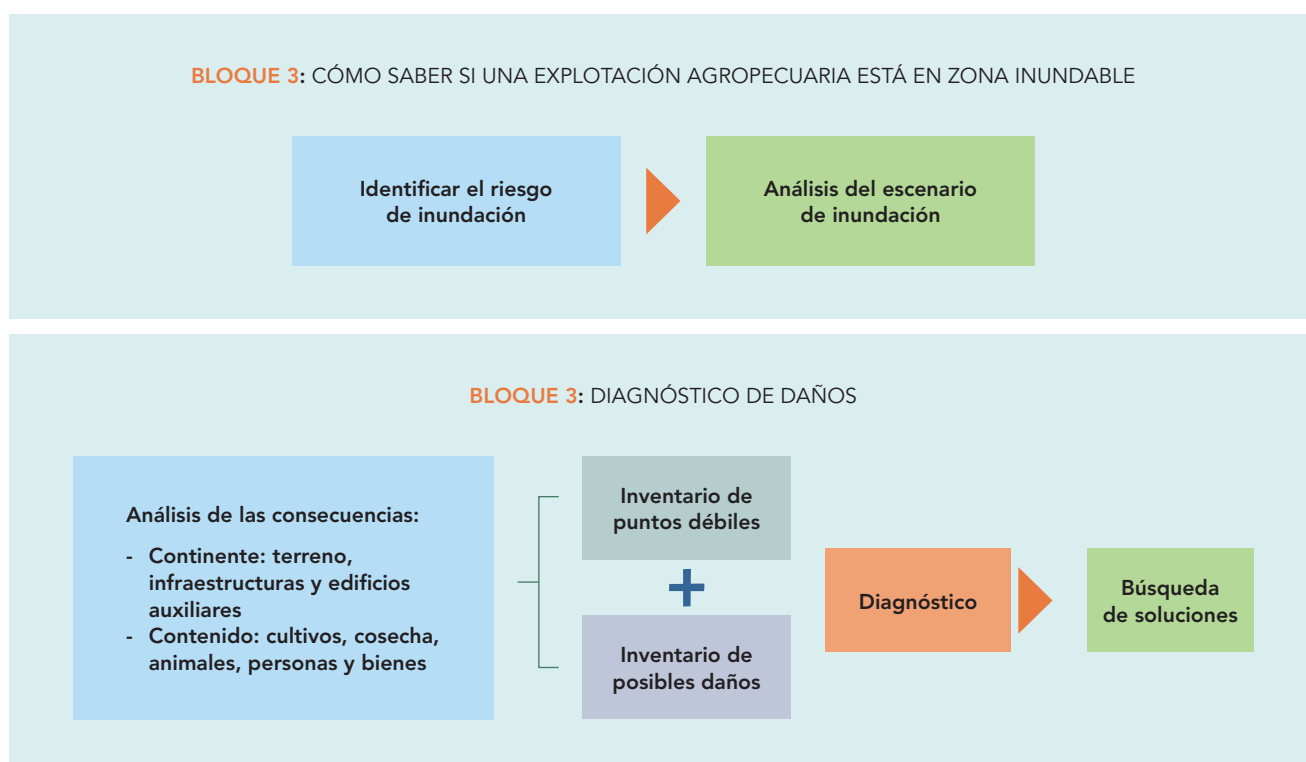 BLOQUE 3: CÓMO SABER SI UNA EXPLOTACIÓN AGROPECUARIA ESTÁ EN ZONA INUNDABLE
Identificar el riesgo
de inundación
Análisis del escenario
de inundación
BLOQUE 3: DIAGNÓSTICO DE DAÑOS
Análisis de las consecuencias:
- Continente: terreno,
infraestructuras y edificios
auxiliares
- Contenido: cultivos, cosecha,
animales, personas y bienes
Inventario de
puntos débiles
+
Inventario de
posibles daños
Diagnóstico
Búsqueda
de soluciones